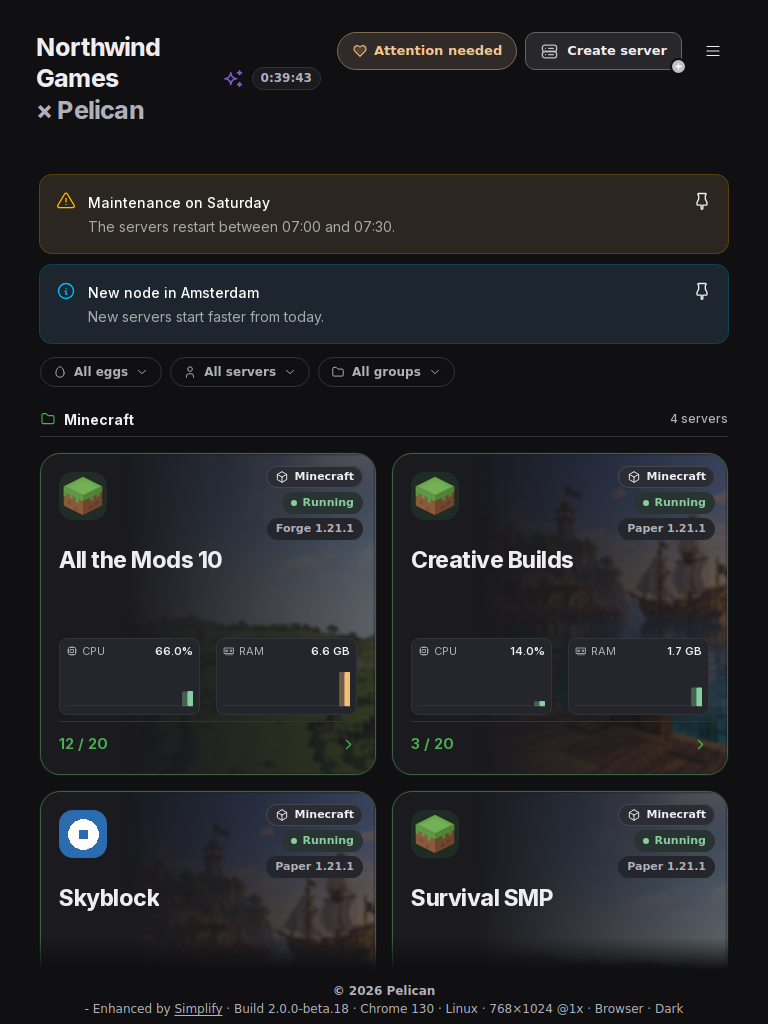 Northwind
Games
× Pelican
0:39:43
Attention needed
Create server
Maintenance on Saturday
The servers restart between 07:00 and 07:30.
New node in Amsterdam
New servers start faster from today.
All eggs
All servers
All groups
Minecraft
4 servers
Minecraft
Running
Forge 1.21.1
All the Mods 10
CPU 66.0%
RAM 6.6 GB
12 / 20
Minecraft
Running
Paper 1.21.1
Creative Builds
CPU 14.0%
RAM 1.7 GB
3 / 20
Minecraft
Running
Paper 1.21.1
Skyblock
Minecraft
Running
Paper 1.21.1
Survival SMP
© 2026 Pelican
- Enhanced by Simplify · Build 2.0.0-beta.18 · Chrome 130 · Linux · 768×1024 @1x · Browser · Dark